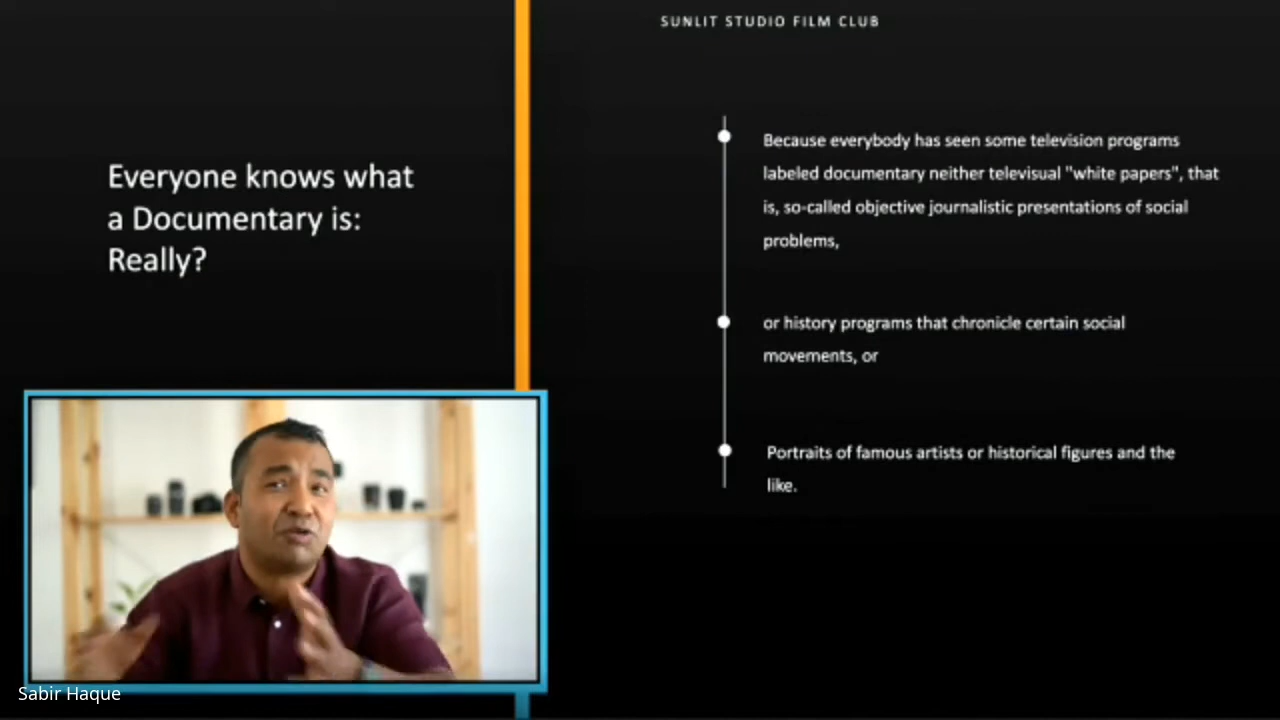 SUNLIT STUDIO FILM CLUB
Everyone knows what
a Documentary is:
Really?
Because everybody has seen some television programs
labeled documentary neither televisual "white papers", that
is, so-called objective journalistic presentations of social
problems,
or history programs that chronicle certain social
movements, or
Portraits of famous artists or historical figures and the
like.
Sabir Haque